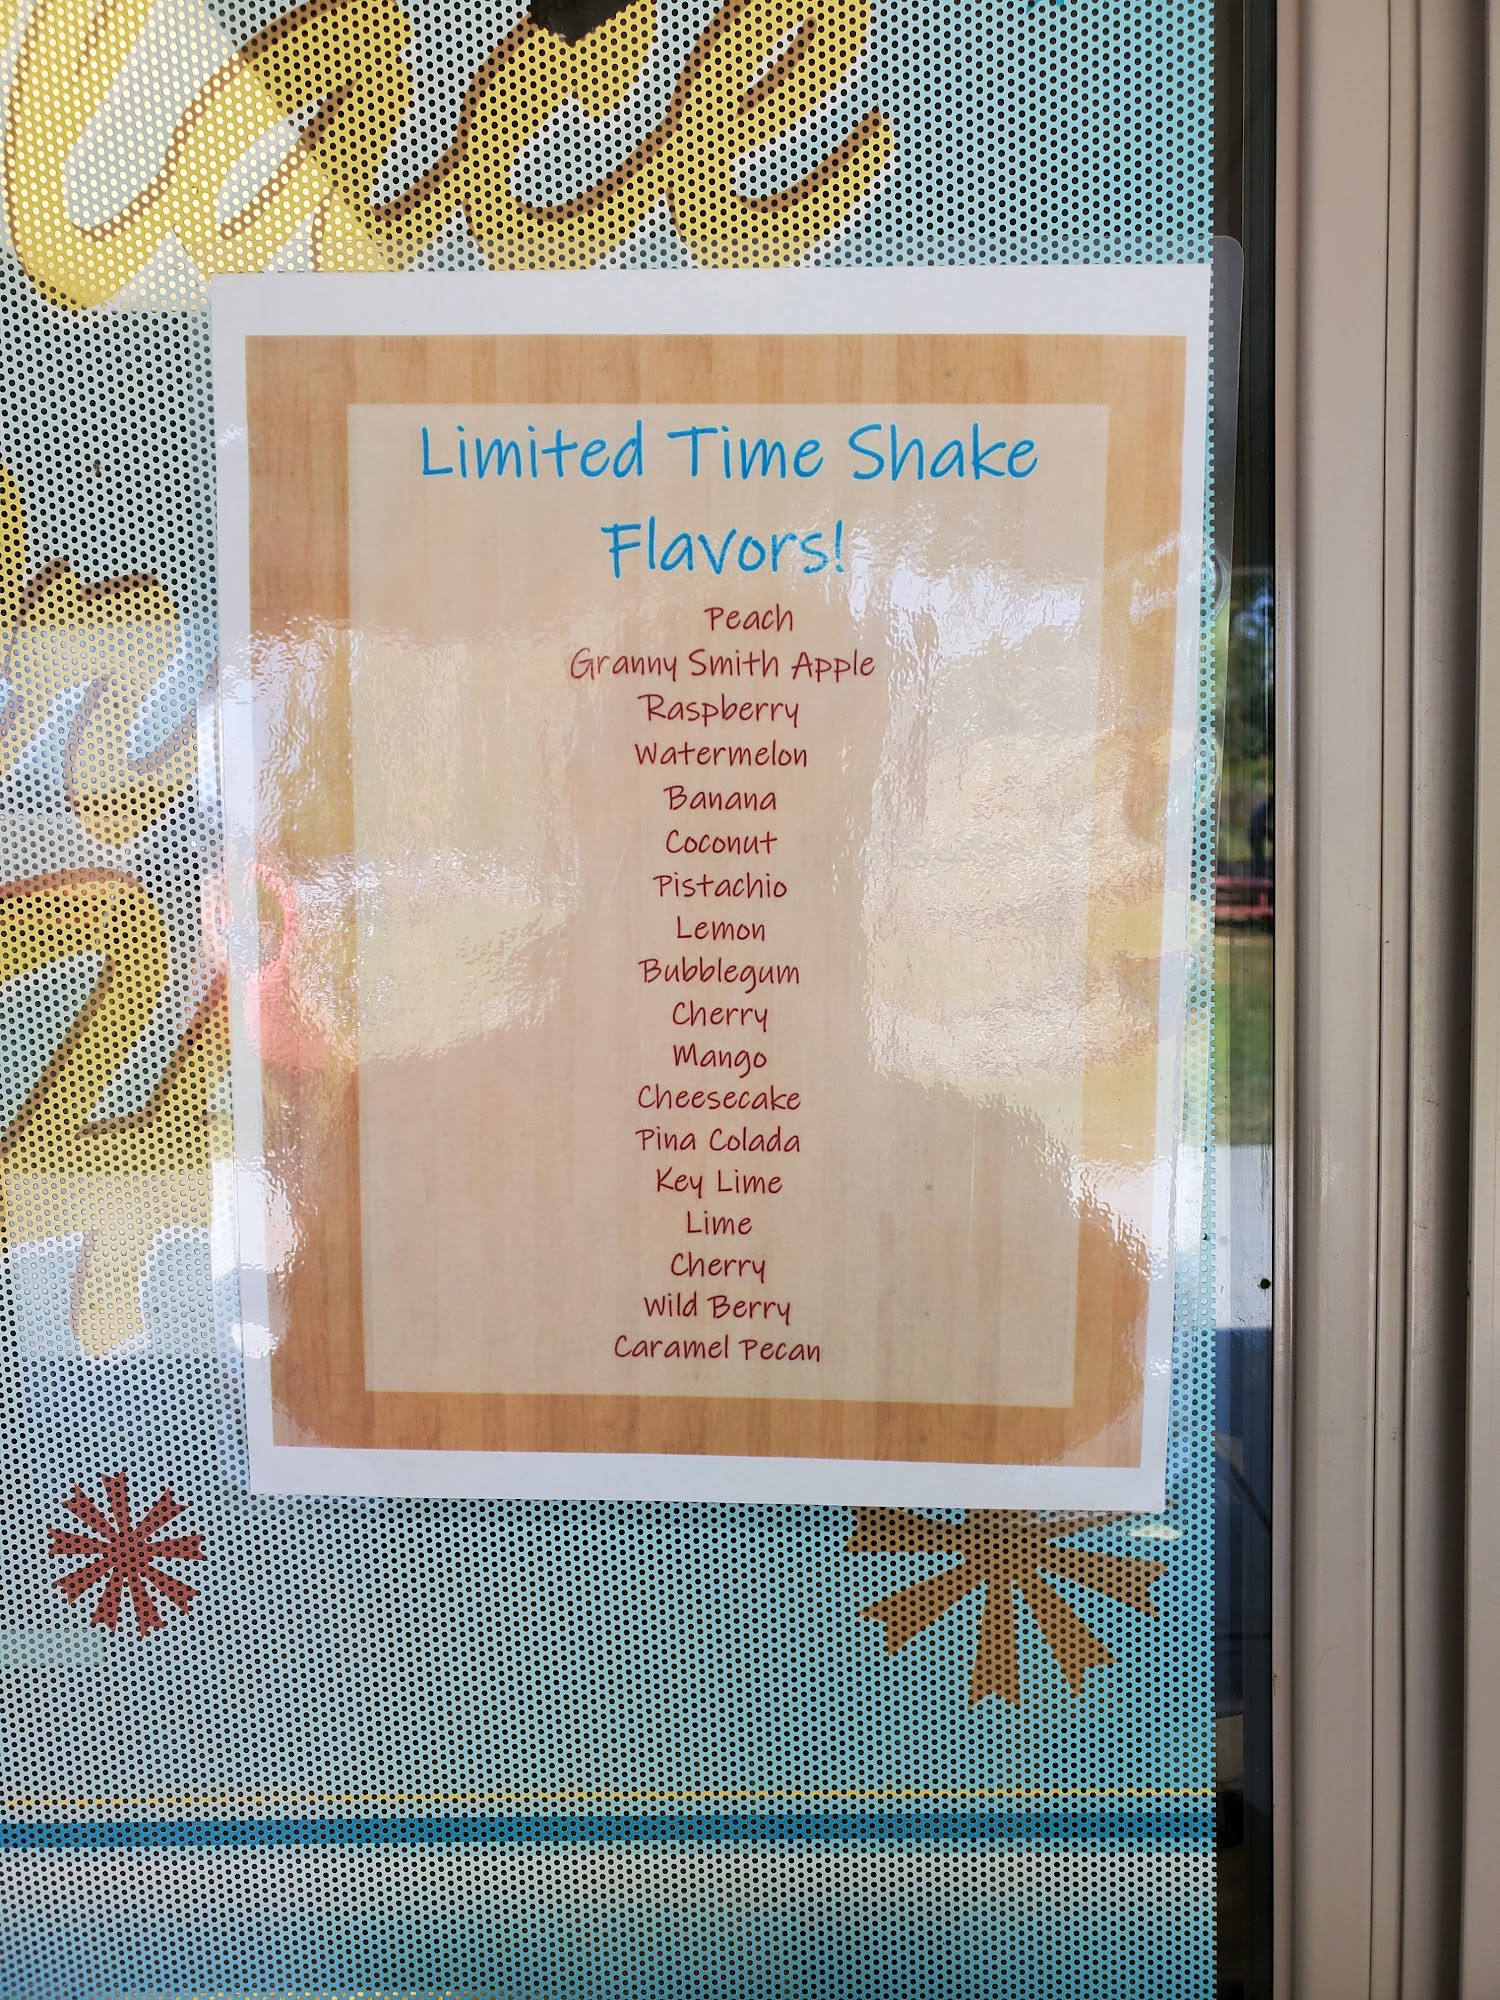 Limited Time Shake
Flavors!
Peach
Granny Smith Apple
Raspberry
Watermelon
Banana
Coconut
Pistachio
Lemon
Bubblegum
Cherry
Mango
Cheesecake
Pina Colada
Key Lime
Lime
Cherry
Wild Berry
Caramel Pecan